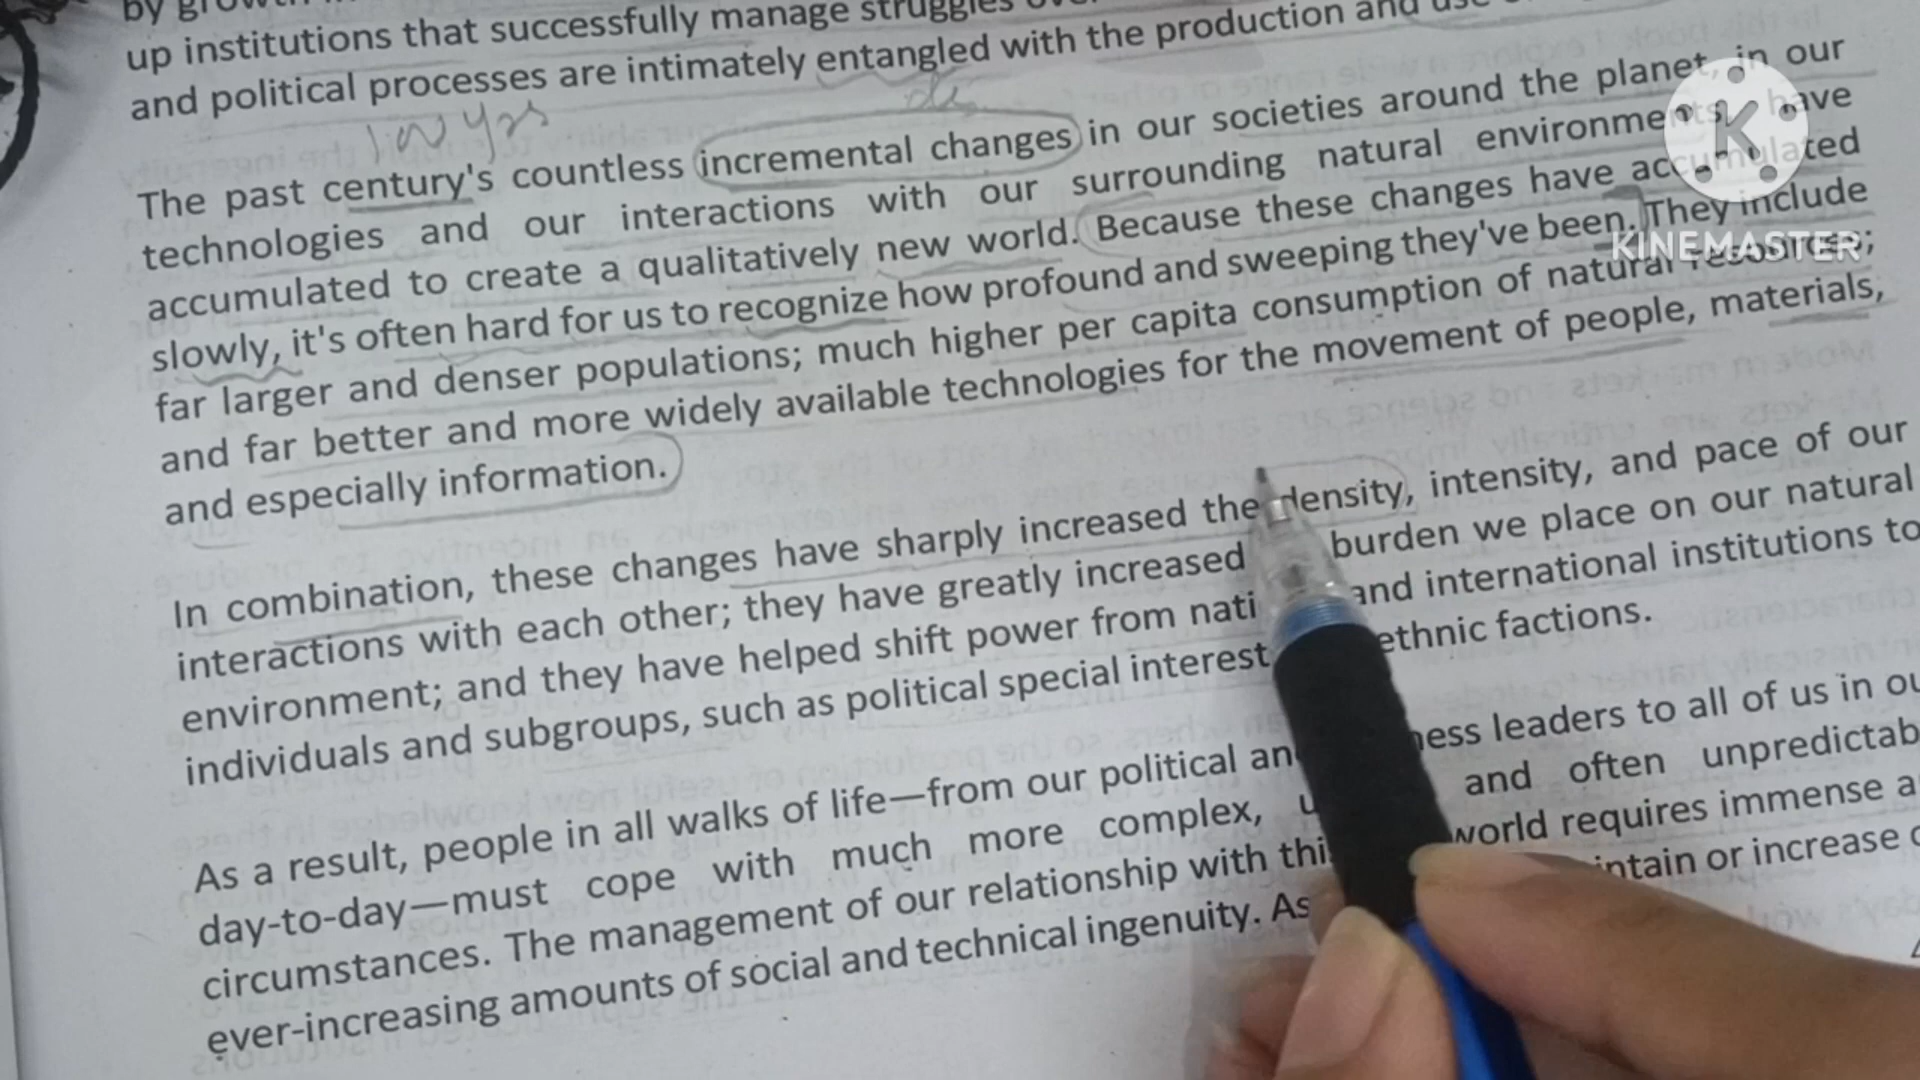 by growth
up institutions that successfully manage struggles
and political processes are intimately entangled with the production and use
100 yrs
The past century's countless incremental changes in our societies around the planet, in our
technologies and our interactions with our surrounding natural environments, have
accumulated to create a qualitatively new world. Because these changes have accumulated
slowly, it's often hard for us to recognize how profound and sweeping they've been. They include
far larger and denser populations; much higher per capita consumption of natural resources;
and far better and more widely available technologies for the movement of people, materials,
and especially information.
In combination, these changes have sharply increased the density, intensity, and pace of our
interactions with each other; they have greatly increased burden we place on our natural
environment; and they have helped shift power from nati and international institutions to
individuals and subgroups, such as political special interest ethnic factions.
As a result, people in all walks of life—from our political an ness leaders to all of us in ou
day-to-day—must cope with much more complex, u and often unpredictab
circumstances. The management of our relationship with thi world requires immense a
ever-increasing amounts of social and technical ingenuity. As ntain or increase
K
KINEMASTER